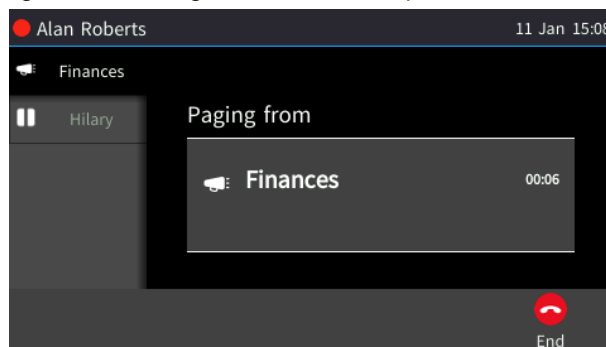 Alan Roberts 11 Jan 15:08
Finances
Hilary
Paging from
Finances 00:06
End